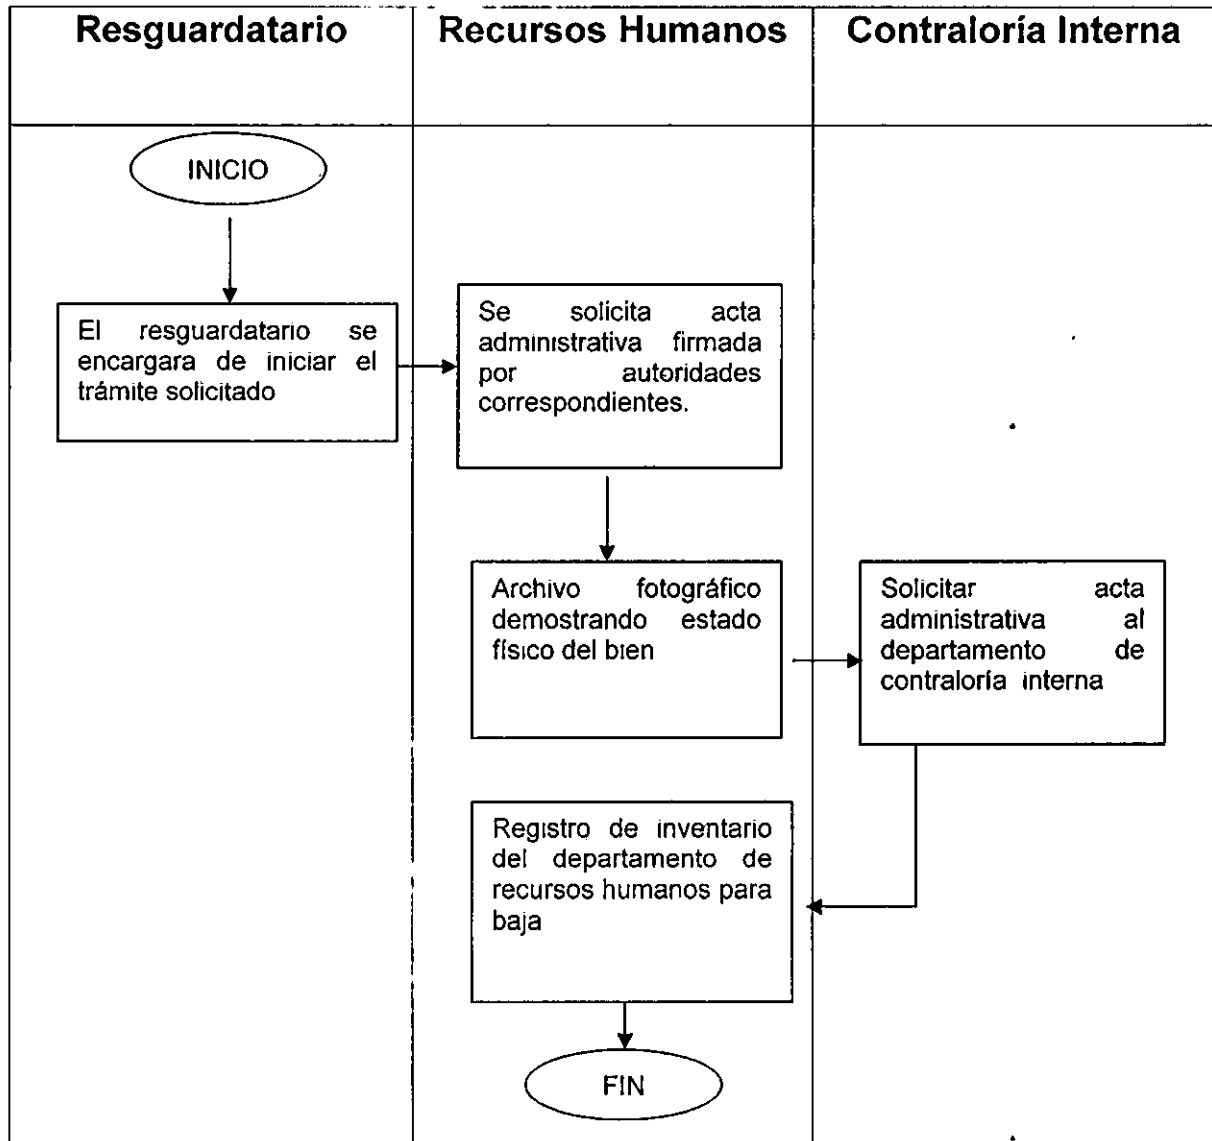 Resguardatario
Recursos Humanos
Contraloría Interna
INICIO
El resguardatario se
encargara de iniciar el
trámite solicitado
Se solicita acta
administrativa firmada
por autoridades
correspondientes.
Archivo fotográfico
demostrando estado
físico del bien
Solicitar acta
administrativa al
departamento de
contraloría interna
Registro de inventario
del departamento de
recursos humanos para
baja
FIN